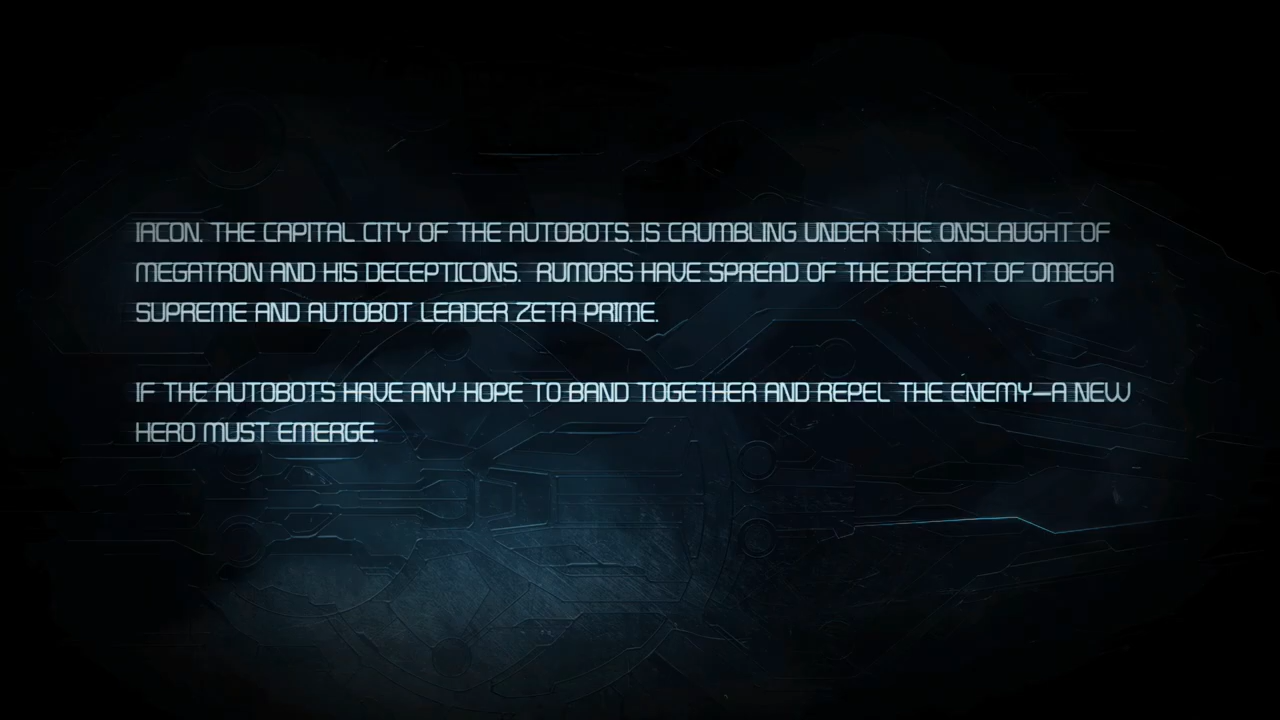 IACON, THE CAPITAL CITY OF THE AUTOBOTS, IS CRUMBLING UNDER THE ONSLAUGHT OF
MEGATRON AND HIS DECEPTICONS.  RUMORS HAVE SPREAD OF THE DEFEAT OF OMEGA
SUPREME AND AUTOBOT LEADER ZETA PRIME.
IF THE AUTOBOTS HAVE ANY HOPE TO BAND TOGETHER AND REPEL THE ENEMY—A NEW
HERO MUST EMERGE.